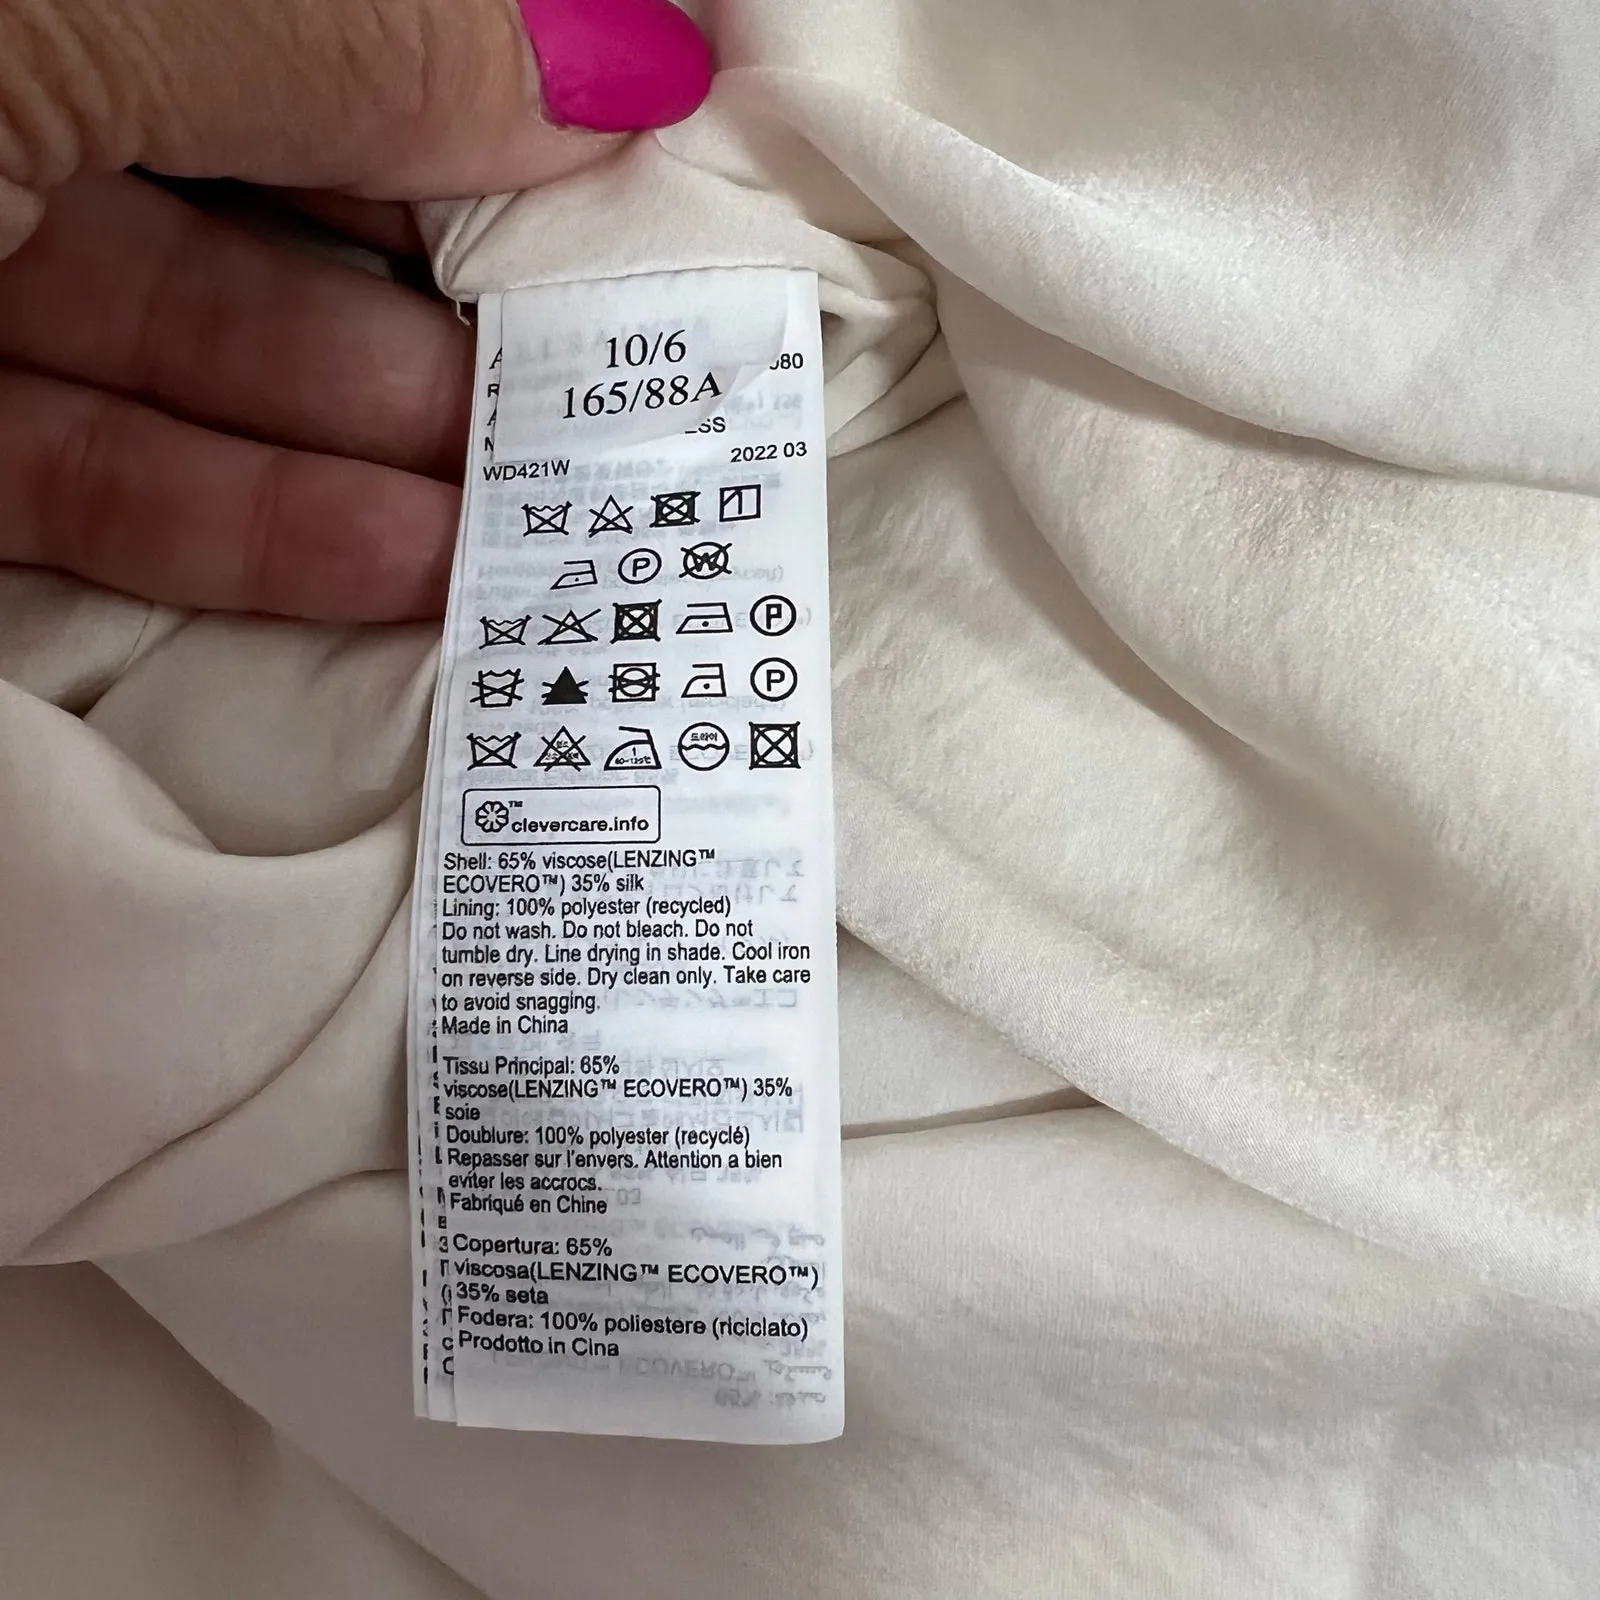 10/6
165/88A
WD421W
2022 03
P W
P
P
드라이
clevercare.info
Shell: 65% viscose(LENZING™
ECOVERO™) 35% silk
Lining: 100% polyester (recycled)
Do not wash. Do not bleach. Do not
tumble dry. Line drying in shade. Cool iron
on reverse side. Dry clean only. Take care
to avoid snagging.
Made in China
Tissu Principal: 65%
viscose(LENZING™ ECOVERO™) 35%
soie
Doublure: 100% polyester (recyclé)
Repasser sur l'envers. Attention a bien
eviter les accrocs.
Fabriqué en Chine
Copertura: 65%
viscosa(LENZING™ ECOVERO™)
35% seta
Fodera: 100% poliestere (riciclato)
Prodotto in Cina